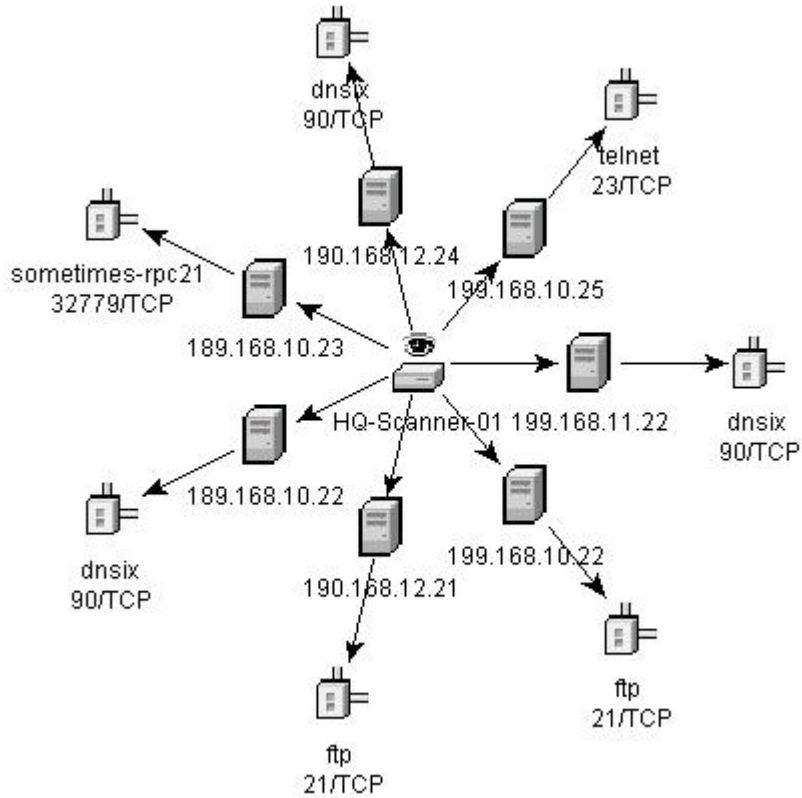 dnsix
90/TCP
telnet
23/TCP
190.168.12.24
sometimes-rpc21
32779/TCP
199.168.10.25
189.168.10.23
HQ-Scanner-01
199.168.11.22
dnsix
90/TCP
189.168.10.22
199.168.10.22
dnsix
90/TCP
190.168.12.21
ftp
21/TCP
ftp
21/TCP